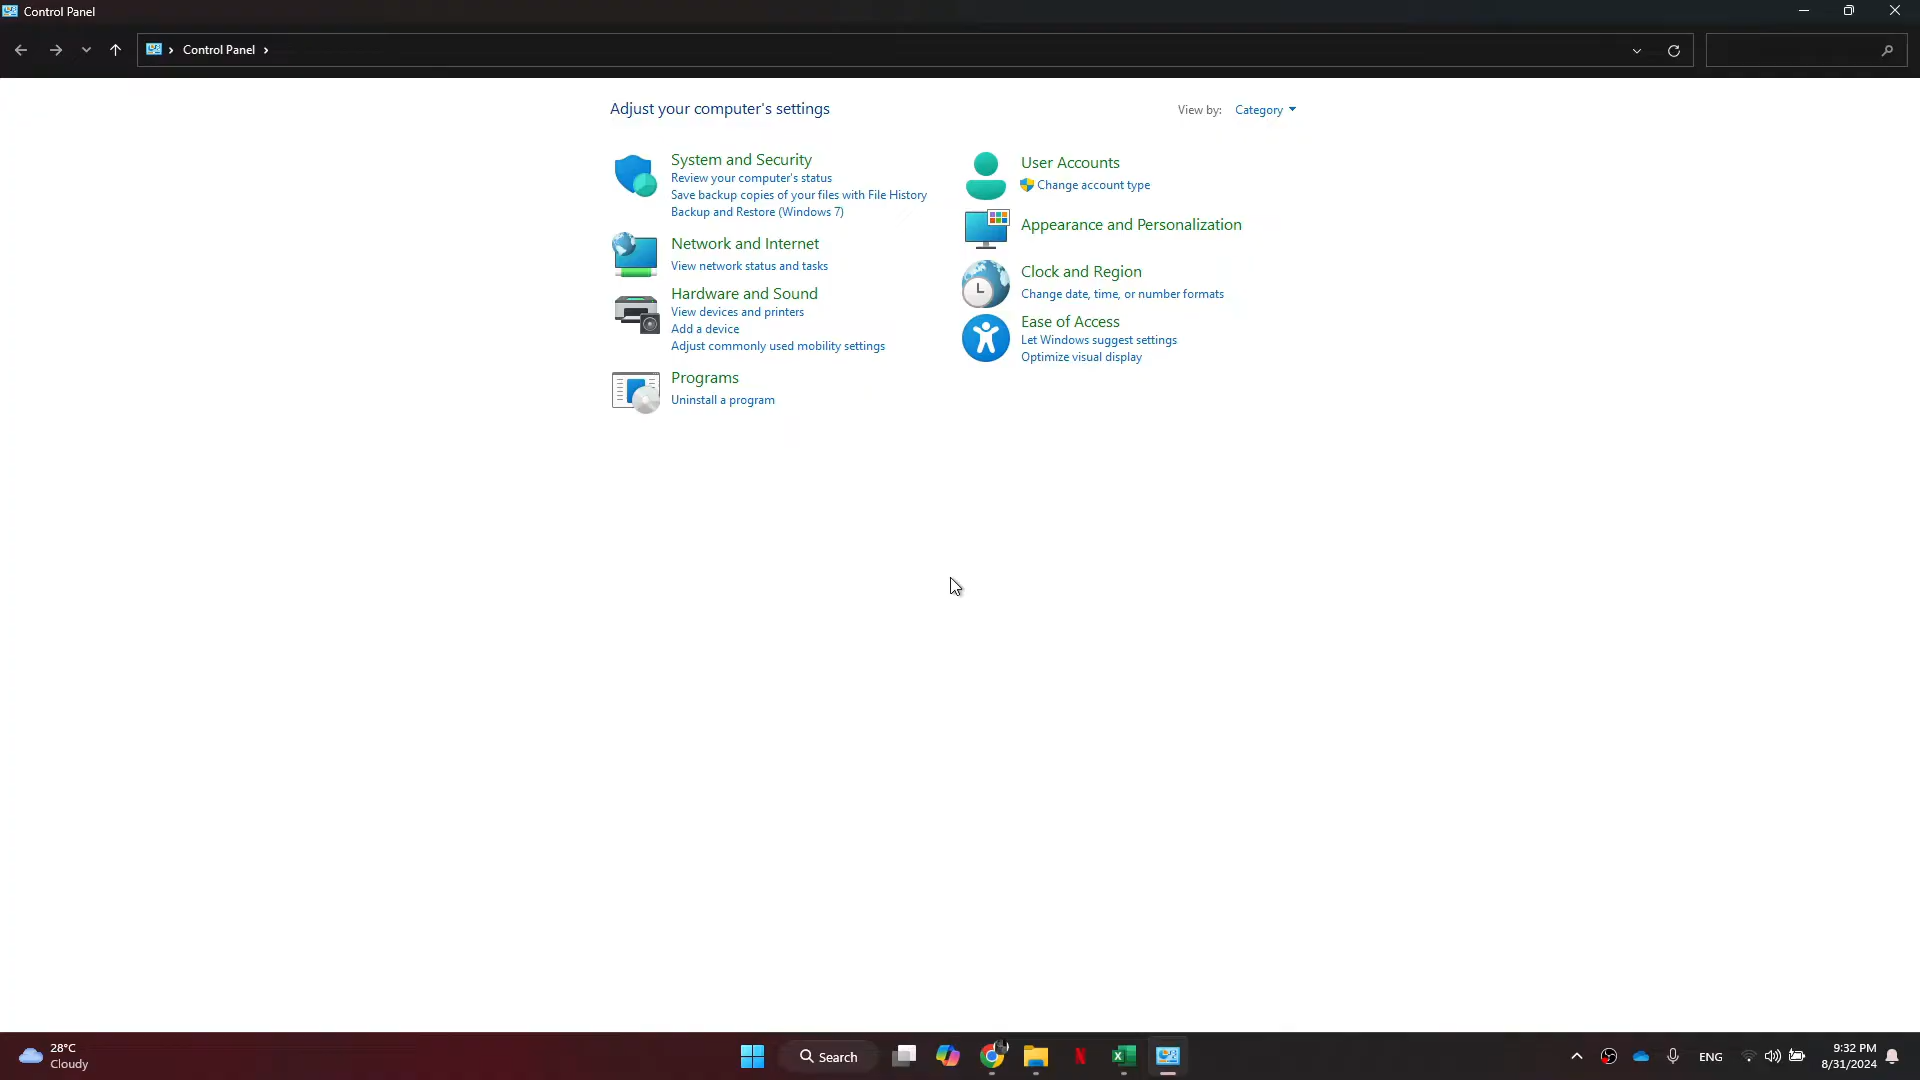 Control Panel
Control Panel
Adjust your computer's settings
View by: Category
System and Security
Review your computer's status
Save backup copies of your files with File History
Backup and Restore (Windows 7)
Network and Internet
View network status and tasks
Hardware and Sound
View devices and printers
Add a device
Adjust commonly used mobility settings
Programs
Uninstall a program
User Accounts
Change account type
Appearance and Personalization
Clock and Region
Change date, time, or number formats
Ease of Access
Let Windows suggest settings
Optimize visual display
28°C
Cloudy
Search
ENG
9:32 PM
8/31/2024